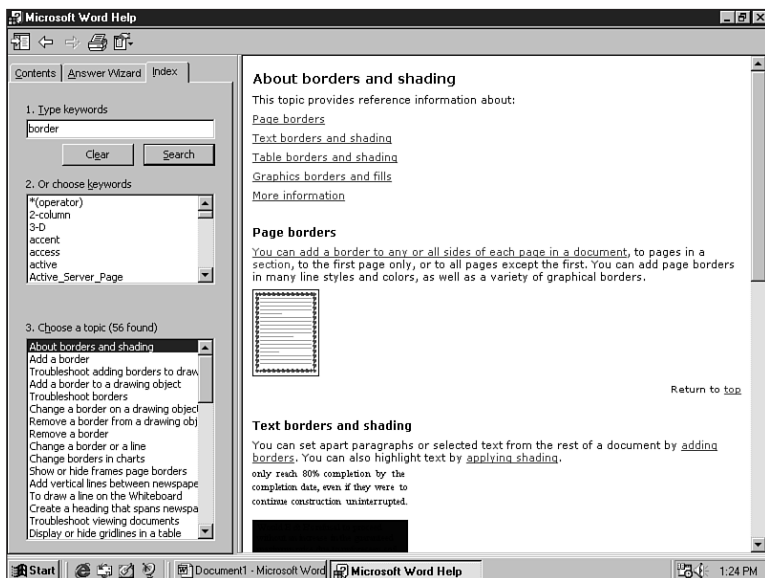 Microsoft Word Help
Contents Answer Wizard Index
1. Type keywords
border
Clear Search
2. Or choose keywords
*(operator)
2-column
3-D
accent
access
active
Active_Server_Page
3. Choose a topic (56 found)
About borders and shading
Add a border
Troubleshoot adding borders to draw
Add a border to a drawing object
Troubleshoot borders
Change a border on a drawing object
Remove a border from a drawing obj
Remove a border
Change a border or a line
Change borders in charts
Show or hide frames page borders
Add vertical lines between newspape
To draw a line on the Whiteboard
Create a heading that spans newspa
Troubleshoot viewing documents
Display or hide gridlines in a table
About borders and shading
This topic provides reference information about:
Page borders
Text borders and shading
Table borders and shading
Graphics borders and fills
More information
Page borders
You can add a border to any or all sides of each page in a document, to pages in a
section, to the first page only, or to all pages except the first. You can add page borders
in many line styles and colors, as well as a variety of graphical borders.
Return to top
Text borders and shading
You can set apart paragraphs or selected text from the rest of a document by adding
borders. You can also highlight text by applying shading.
only reach 80% completion by the
completion date, even if they were to
continue construction uninterrupted.
Start Document1 - Microsoft Word Microsoft Word Help 1:24 PM